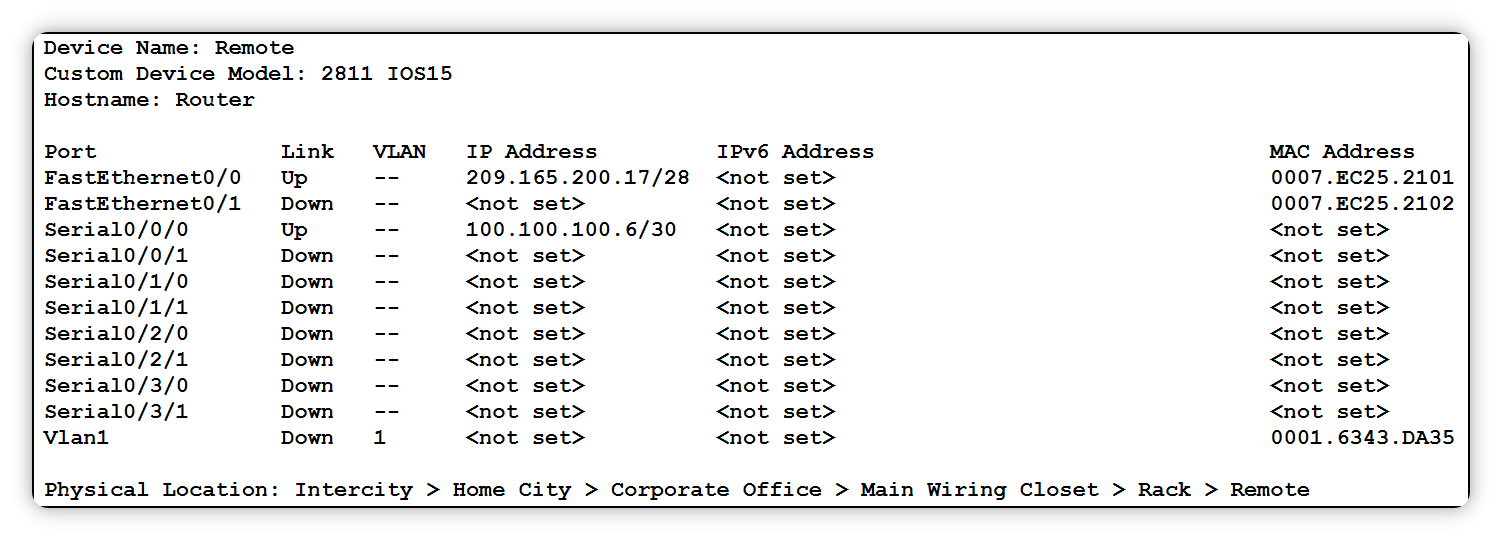 Device Name: Remote
Custom Device Model: 2811 IOS15
Hostname: Router
Port Link VLAN IP Address IPv6 Address MAC Address
FastEthernet0/0 Up -- 209.165.200.17/28 <not set> 0007.EC25.2101
FastEthernet0/1 Down -- <not set> <not set> 0007.EC25.2102
Serial0/0/0 Up -- 100.100.100.6/30 <not set> <not set>
Serial0/0/1 Down -- <not set> <not set> <not set>
Serial0/1/0 Down -- <not set> <not set> <not set>
Serial0/1/1 Down -- <not set> <not set> <not set>
Serial0/2/0 Down -- <not set> <not set> <not set>
Serial0/2/1 Down -- <not set> <not set> <not set>
Serial0/3/0 Down -- <not set> <not set> <not set>
Serial0/3/1 Down -- <not set> <not set> <not set>
Vlan1 Down 1 <not set> <not set> 0001.6343.DA35
Physical Location: Intercity > Home City > Corporate Office > Main Wiring Closet > Rack > Remote